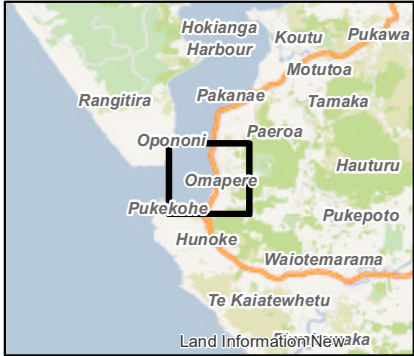 Hokianga
Harbour
Koutu
Pukawa
Motutoa
Rangitira
Pakanae
Tamaka
Opononi
Paeroa
Hauturu
Omapere
Pukekohe
Pukepoto
Hunoke
Waiotemarama
Te Kaiatewhetu
Land Information New